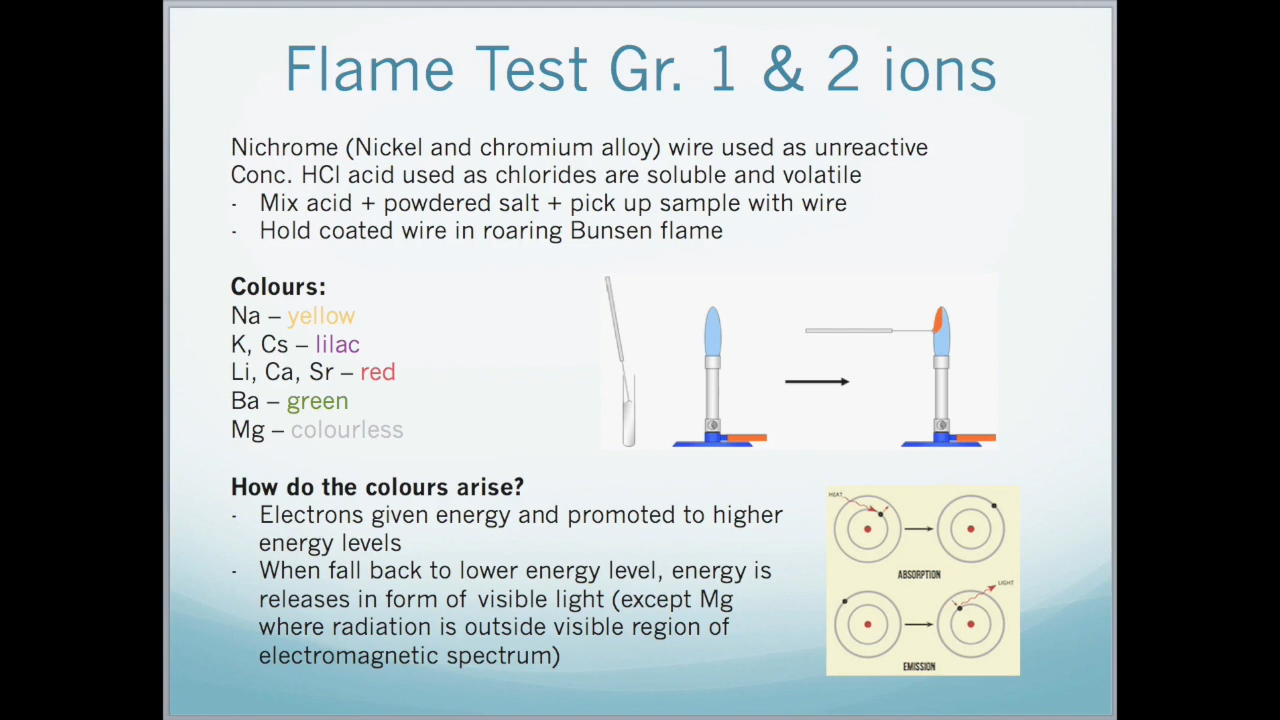 Flame Test Gr. 1 & 2 ions
Nichrome (Nickel and chromium alloy) wire used as unreactive
Conc. HCl acid used as chlorides are soluble and volatile
- Mix acid + powdered salt + pick up sample with wire
- Hold coated wire in roaring Bunsen flame
Colours:
Na – yellow
K, Cs – lilac
Li, Ca, Sr – red
Ba – green
Mg – colourless
How do the colours arise?
- Electrons given energy and promoted to higher
energy levels
- When fall back to lower energy level, energy is
releases in form of visible light (except Mg
where radiation is outside visible region of
electromagnetic spectrum)
HEAT
ABSORPTION
LIGHT
EMISSION